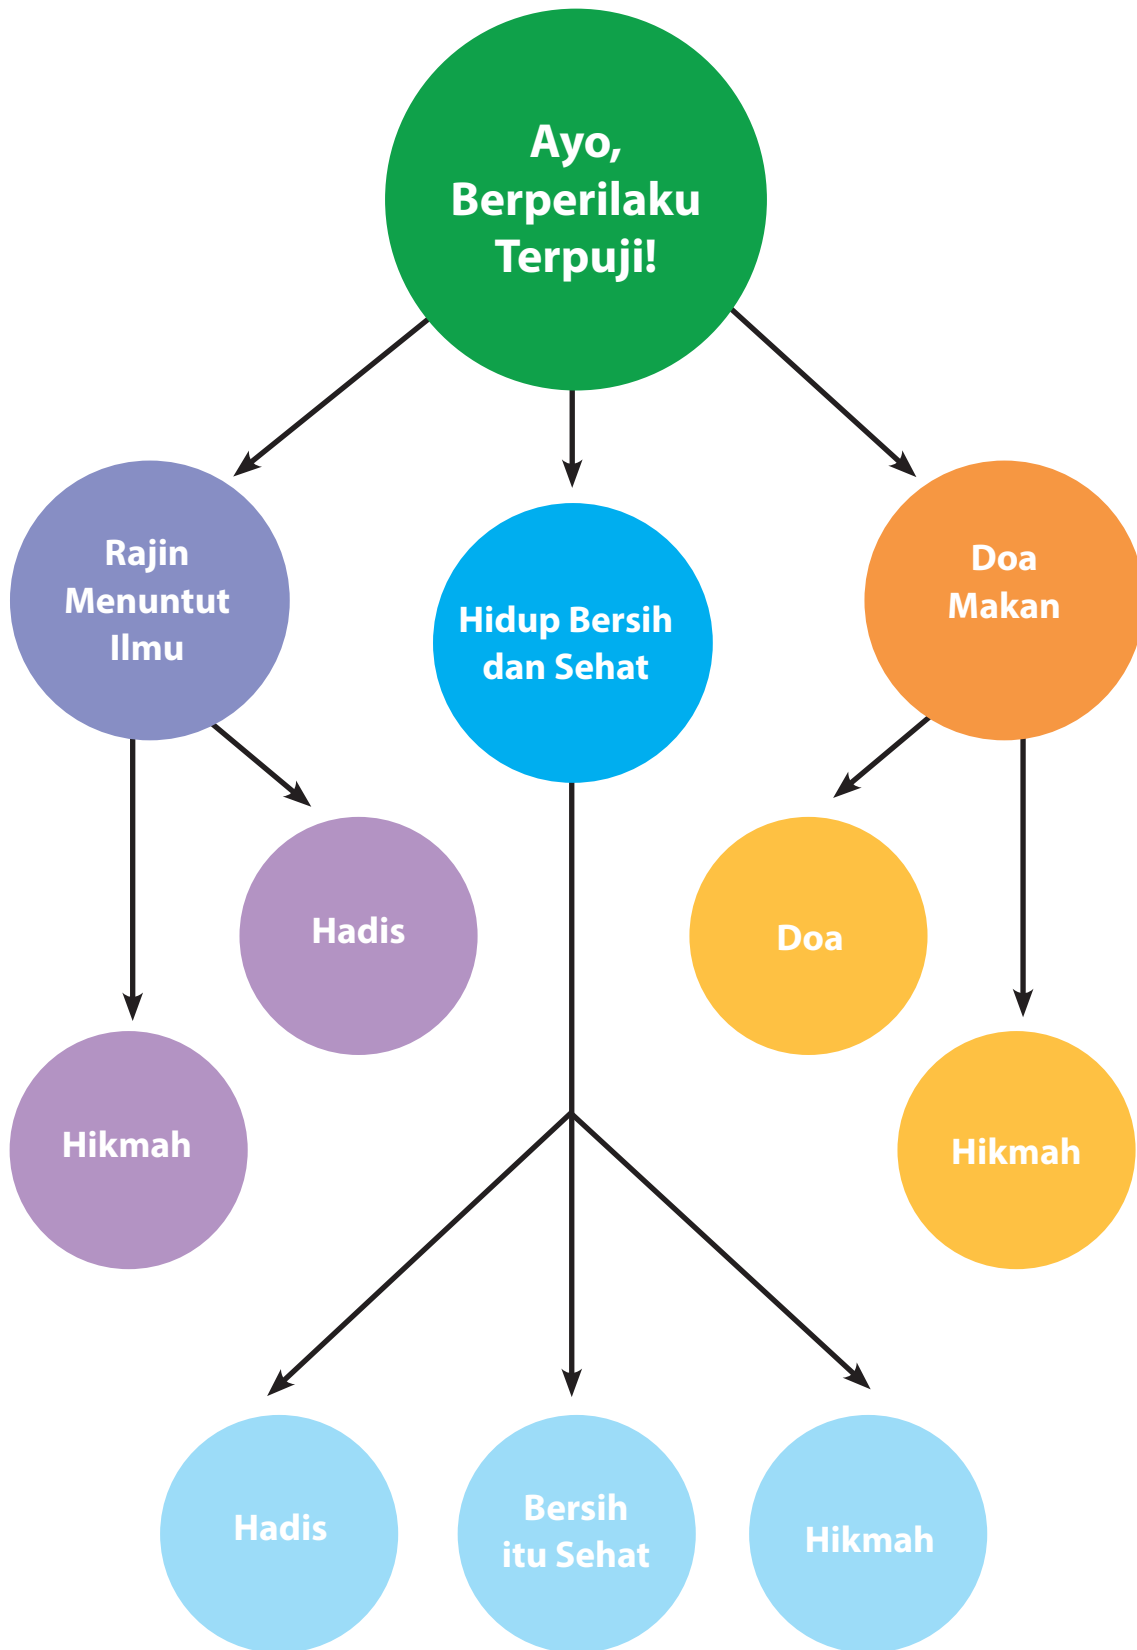 Ayo,
Berperilaku
Terpuji!
Rajin
Menuntut
Ilmu
Hidup Bersih
dan Sehat
Doa
Makan
Hadis
Doa
Hikmah
Hikmah
Hadis
Bersih
itu Sehat
Hikmah